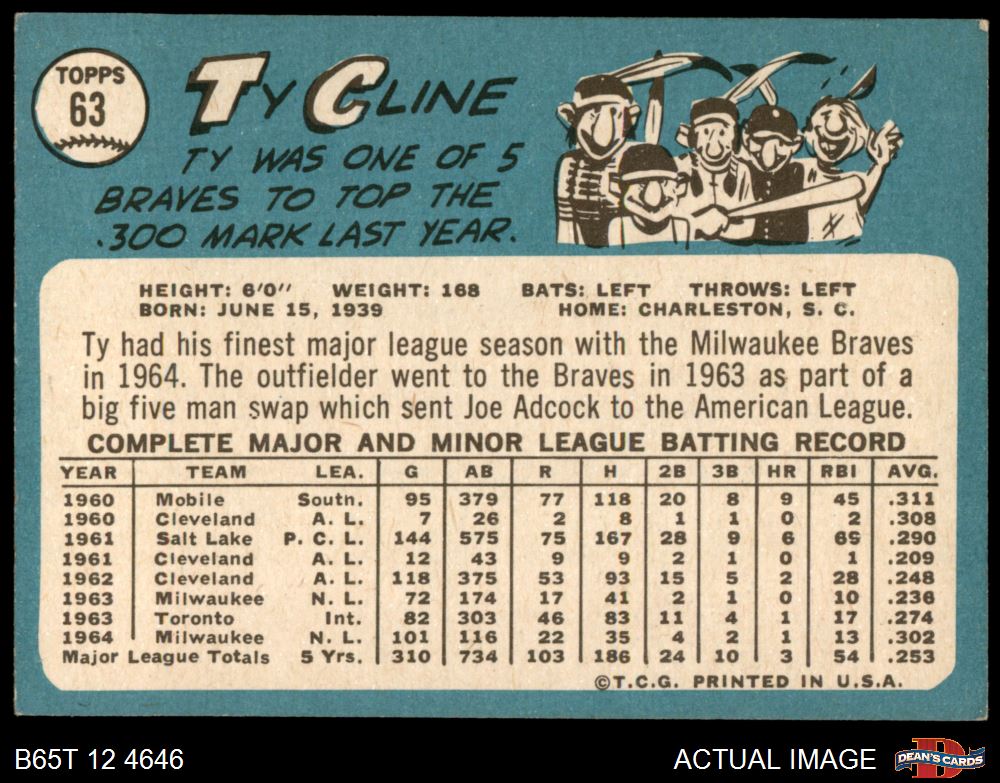 TOPPS
63
TY CLINE
TY WAS ONE OF 5
BRAVES TO TOP THE
.300 MARK LAST YEAR.
HEIGHT: 6'0" WEIGHT: 168 BATS: LEFT THROWS: LEFT
BORN: JUNE 15, 1939 HOME: CHARLESTON, S. C.
Ty had his finest major league season with the Milwaukee Braves
in 1964. The outfielder went to the Braves in 1963 as part of a
big five man swap which sent Joe Adcock to the American League.
COMPLETE MAJOR AND MINOR LEAGUE BATTING RECORD
YEAR TEAM LEA. G AB R H 2B 3B HR RBI AVG.
1960 Mobile South. 95 379 77 118 20 8 9 45 .311
1960 Cleveland A. L. 7 26 2 8 1 1 0 2 .308
1961 Salt Lake P. C. L. 144 575 75 167 28 9 6 69 .290
1961 Cleveland A. L. 12 43 9 9 2 1 0 1 .209
1962 Cleveland A. L. 118 375 53 93 15 5 2 28 .248
1963 Milwaukee N. L. 72 174 17 41 2 1 0 10 .236
1963 Toronto Int. 82 303 46 83 11 4 1 17 .274
1964 Milwaukee N. L. 101 116 22 35 4 2 1 13 .302
Major League Totals 5 Yrs. 310 734 103 186 24 10 3 54 .253
©T.C.G. PRINTED IN U.S.A.
B65T 12 4646 ACTUAL IMAGE D DEAN'S CARDS